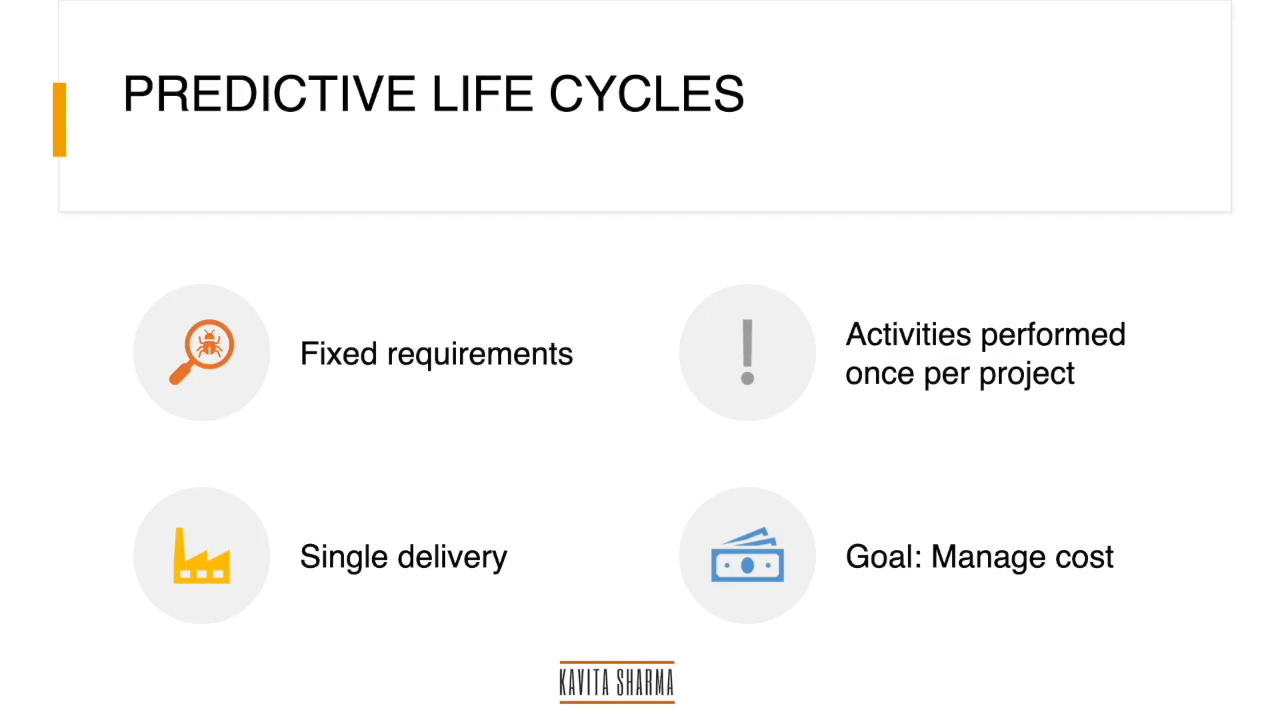 PREDICTIVE LIFE CYCLES
Fixed requirements
Activities performed
once per project
Single delivery
Goal: Manage cost
KAVITA SHARMA